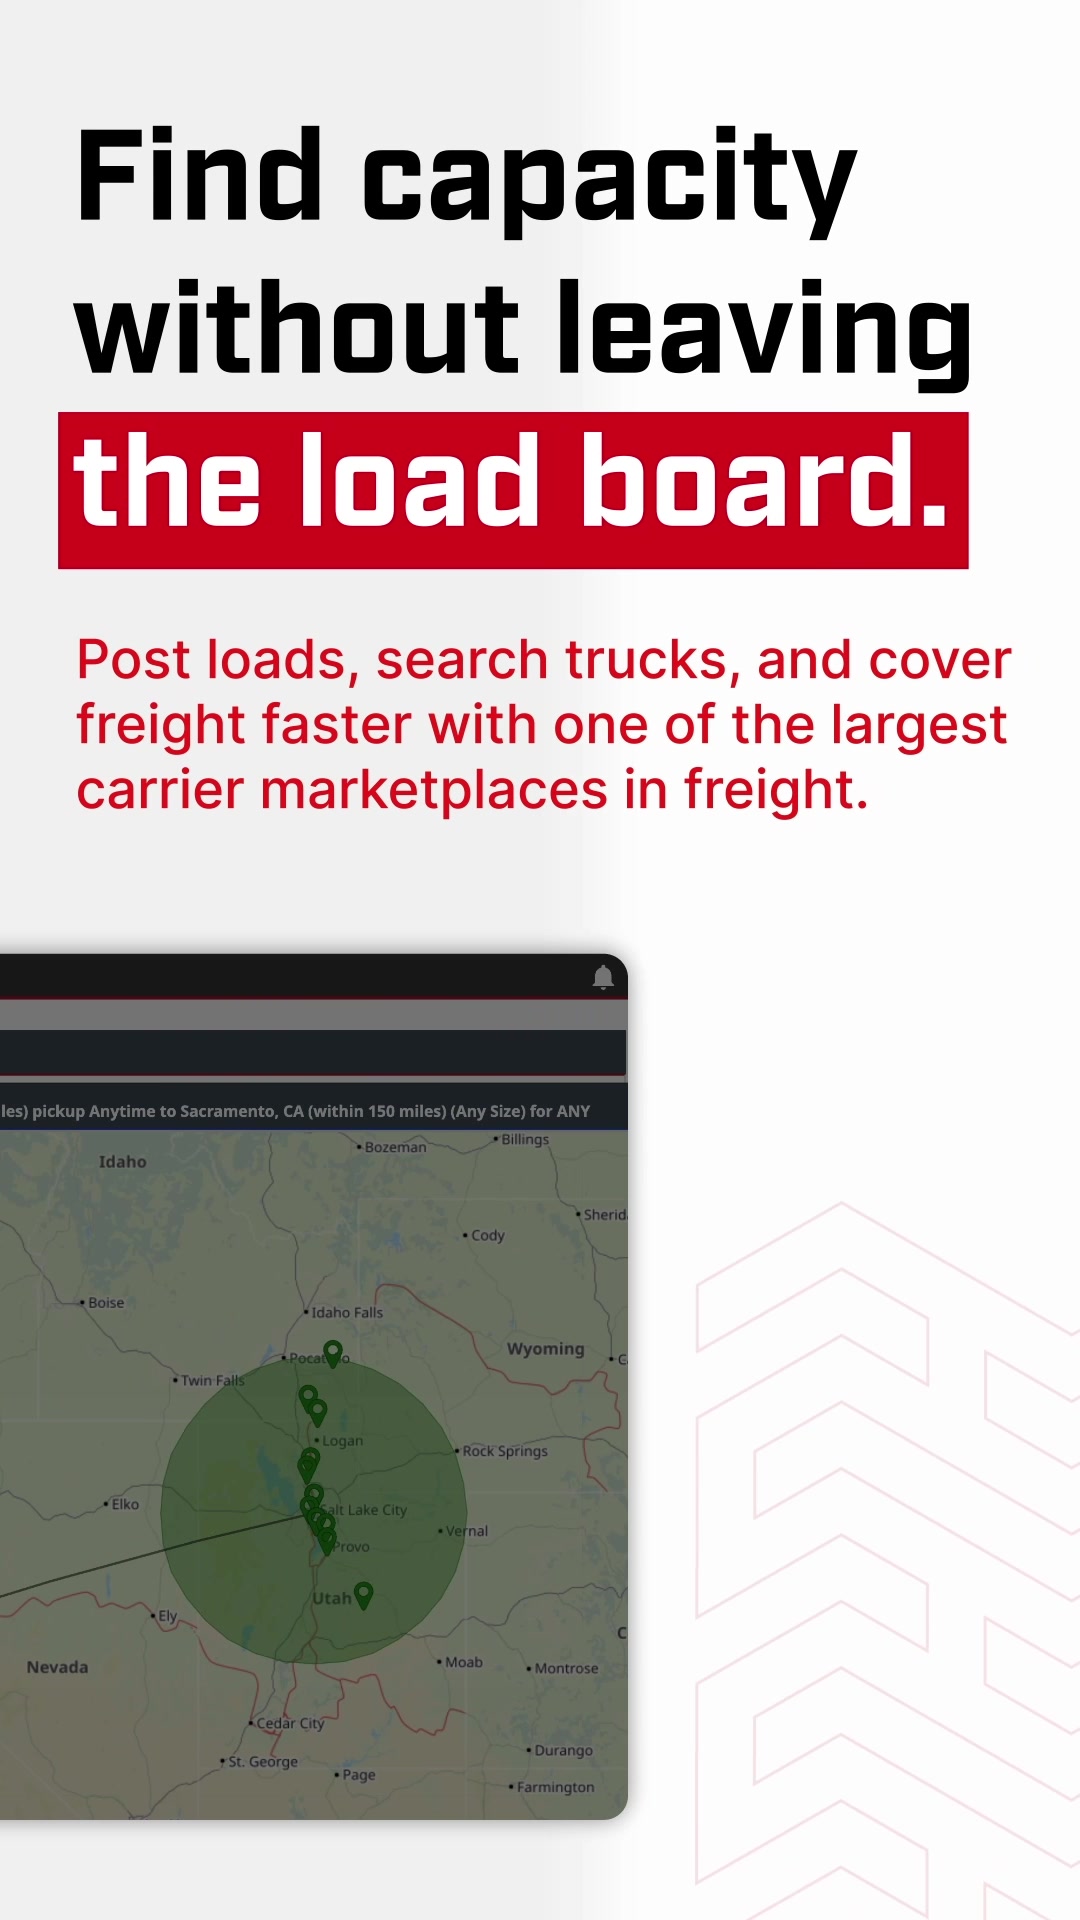 Find capacity
without leaving
the load board.
Post loads, search trucks, and cover
freight faster with one of the largest
carrier marketplaces in freight.
les) pickup Anytime to Sacramento, CA (within 150 miles) (Any Size) for ANY
Billings
Bozeman
Idaho
Sherid
Cody
Boise
Idaho Falls
Wyoming
Twin Falls
Logan
Rock Springs
Elko
Salt Lake City
Vernal
Provo
Utah
Ely
Moab
Nevada
Montrose
Cedar City
Durango
St. George
Page
Farmington